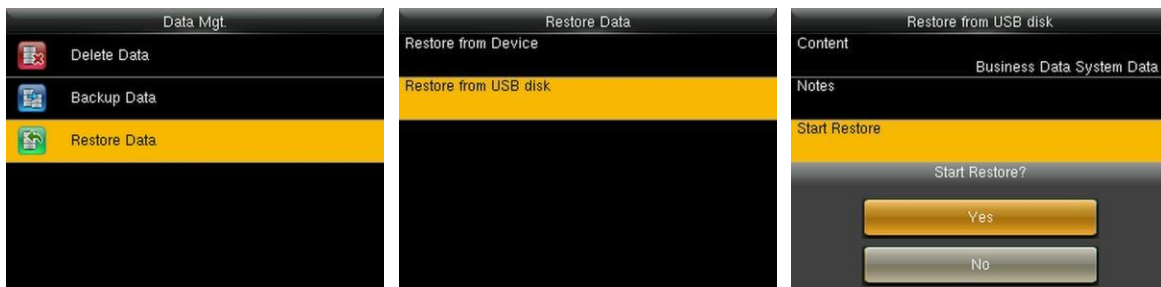 Data Mgt.
Delete Data
Backup Data
Restore Data
Restore Data
Restore from Device
Restore from USB disk
Restore from USB disk
Content
Business Data System Data
Notes
Start Restore
Start Restore?
Yes
No